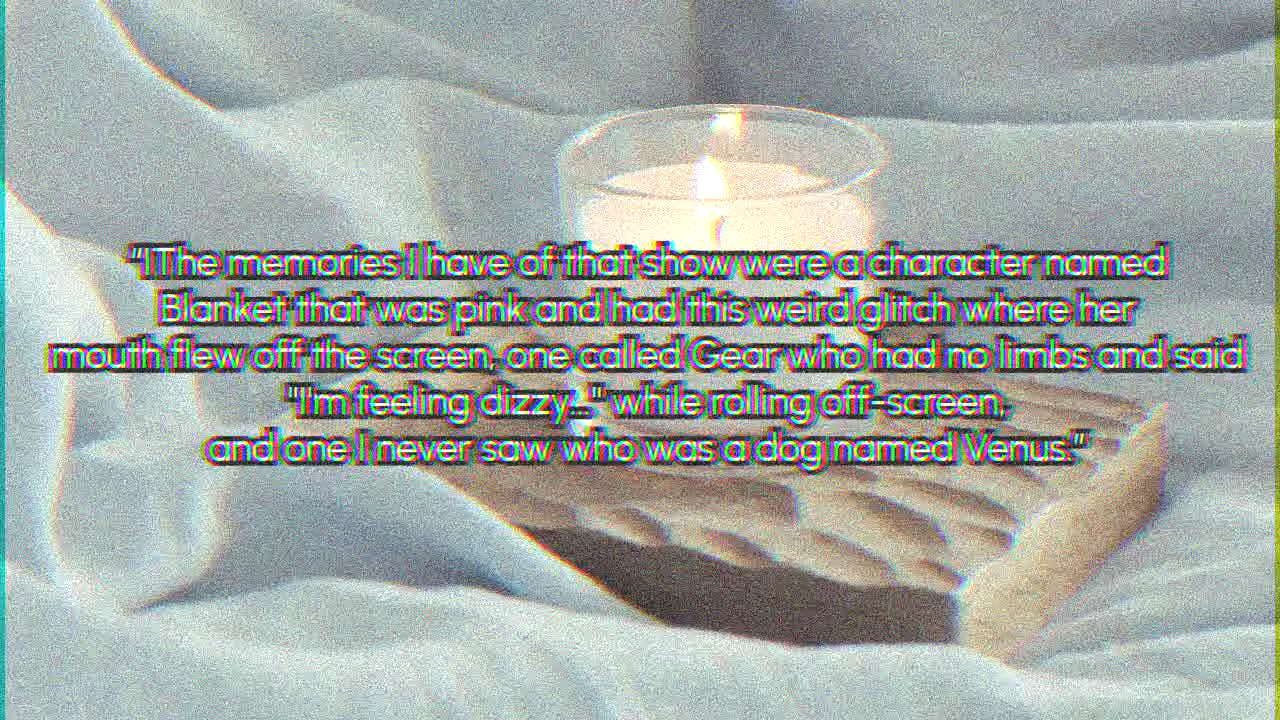 "IThe memories I have of that show were a character named
Blanket that was pink and had this weird glitch where her
mouth flew off the screen, one called Gear who had no limbs and said
"I'm feeling dizzy..." while rolling off-screen,
and one I never saw who was a dog named Venus."